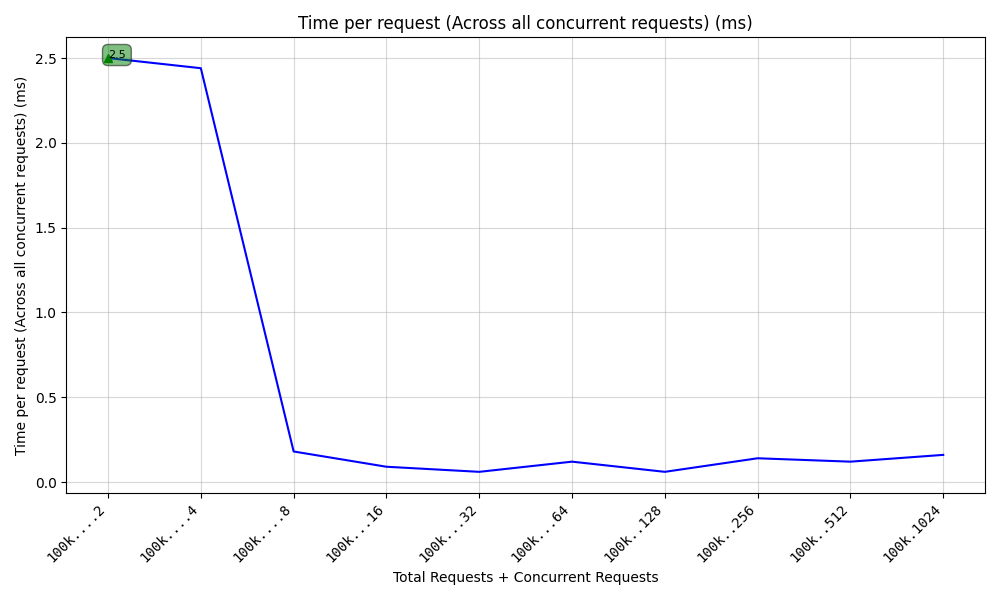 Time per request (Across all concurrent requests) (ms)
2.5
Time per request (Across all concurrent requests) (ms)
2.5
2.0
1.5
1.0
0.5
0.0
100k....2
100k....4
100k....8
100k...16
100k...32
100k...64
100k..128
100k..256
100k..512
100k.1024
Total Requests + Concurrent Requests